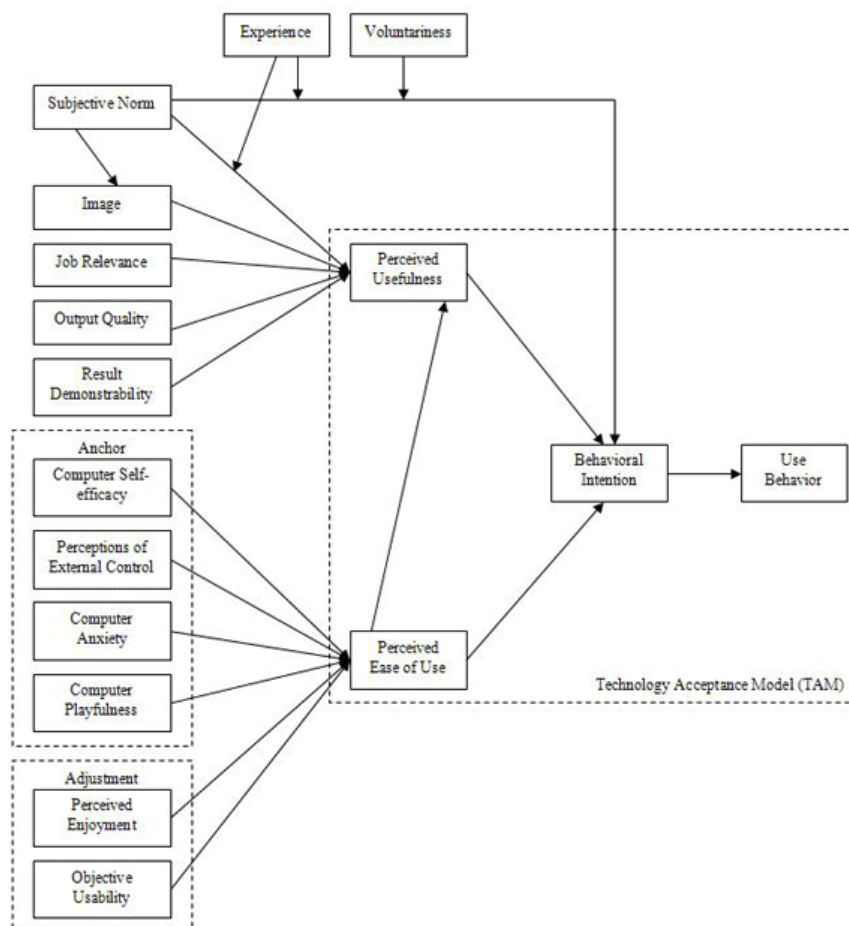 Experience
Voluntariness
Subjective Norm
Image
Job Relevance
Output Quality
Result
Demonstrability
Perceived
Usefulness
Anchor
Computer Self-
efficacy
Perceptions of
External Control
Computer
Anxiety
Computer
Playfulness
Behavioral
Intention
Use
Behavior
Perceived
Ease of Use
Technology Acceptance Model (TAM)
Adjustment
Perceived
Enjoyment
Objective
Usability